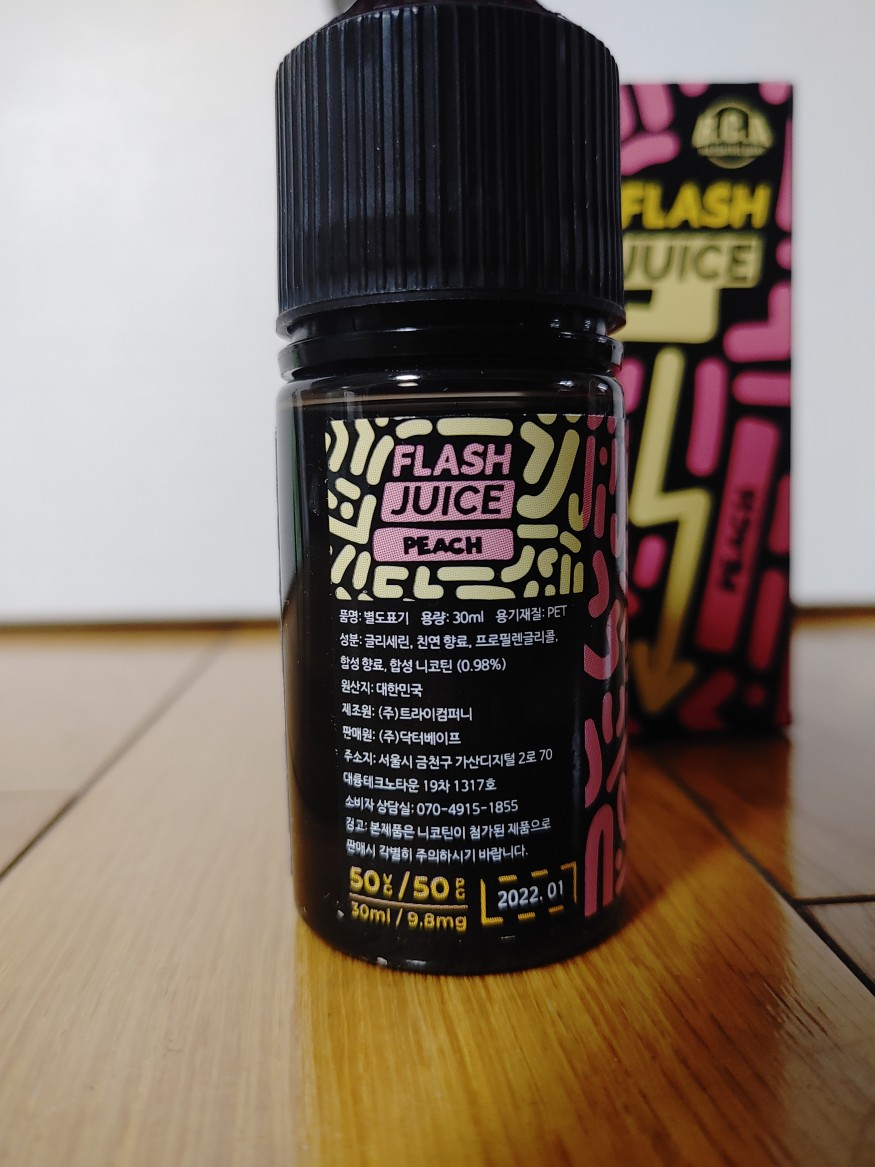 FLASH
JUICE
PEACH
품명: 별도표기 용량: 30ml 용기재질: PET
성분: 글리세린, 친연 향료, 프로필렌글리콜,
합성 향료, 합성 니코틴 (0.98%)
원산지: 대한민국
제조원: (주)트라이컴퍼니
판매원: (주)닥터베이프
주소지: 서울시 금천구 가산디지털 2로 70
대륭테크노타운 19차 1317호
소비자 상담실: 070-4915-1855
경고: 본제품은 니코틴이 첨가된 제품으로
판매시 각별히 주의하시기 바랍니다.
50 VG / 50 PG
30ml / 9.8mg
2022. 01
FLASH
JUICE
PEACH